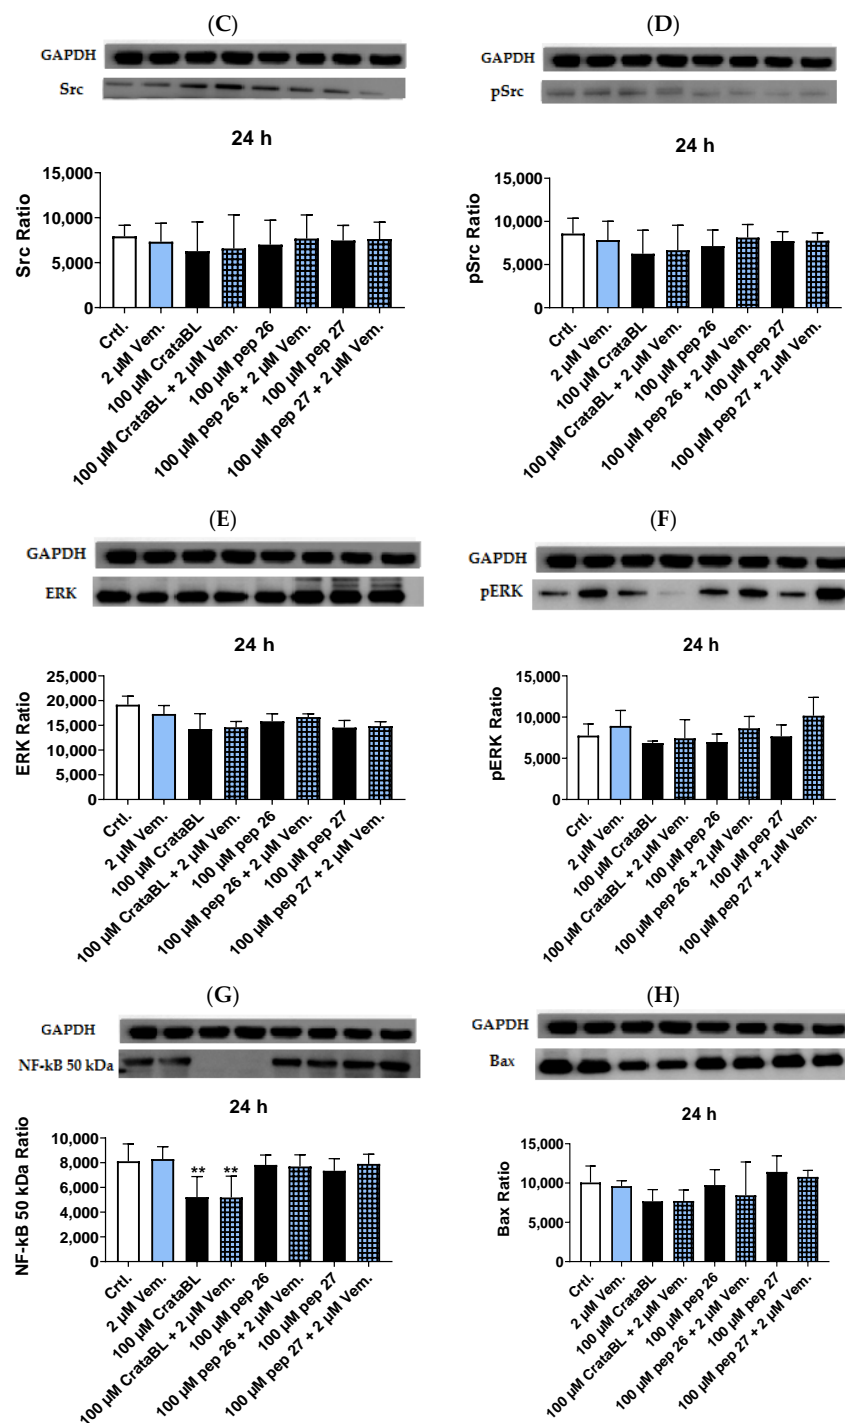 (C)
GAPDH
Src
24 h
15,000
10,000
5,000
0
Src Ratio
Crtl.
2 µM Vem.
100 µM CrataBL
100 µM CrataBL + 2 µM Vem.
100 µM pep 26
100 µM pep 26 + 2 µM Vem.
100 µM pep 27
100 µM pep 27 + 2 µM Vem.
(D)
GAPDH
pSrc
24 h
15,000
10,000
5,000
0
pSrc Ratio
Crtl.
2 µM Vem.
100 µM CrataBL
100 µM CrataBL + 2 µM Vem.
100 µM pep 26
100 µM pep 26 + 2 µM Vem.
100 µM pep 27
100 µM pep 27 + 2 µM Vem.
(E)
GAPDH
ERK
24 h
25,000
20,000
15,000
10,000
5,000
0
ERK Ratio
Crtl.
2 µM Vem.
100 µM CrataBL
100 µM CrataBL + 2 µM Vem.
100 µM pep 26
100 µM pep 26 + 2 µM Vem.
100 µM pep 27
100 µM pep 27 + 2 µM Vem.
(F)
GAPDH
pERK
24 h
15,000
10,000
5,000
0
pERK Ratio
Crtl.
2 µM Vem.
100 µM CrataBL
100 µM CrataBL + 2 µM Vem.
100 µM pep 26
100 µM pep 26 + 2 µM Vem.
100 µM pep 27
100 µM pep 27 + 2 µM Vem.
(G)
GAPDH
NF-kB 50 kDa
24 h
10,000
8,000
6,000
4,000
2,000
0
NF-kB 50 kDa Ratio
** **
Crtl.
2 µM Vem.
100 µM CrataBL
100 µM CrataBL + 2 µM Vem.
100 µM pep 26
100 µM pep 26 + 2 µM Vem.
100 µM pep 27
100 µM pep 27 + 2 µM Vem.
(H)
GAPDH
Bax
24 h
15,000
10,000
5,000
0
Bax Ratio
Crtl.
2 µM Vem.
100 µM CrataBL
100 µM CrataBL + 2 µM Vem.
100 µM pep 26
100 µM pep 26 + 2 µM Vem.
100 µM pep 27
100 µM pep 27 + 2 µM Vem.